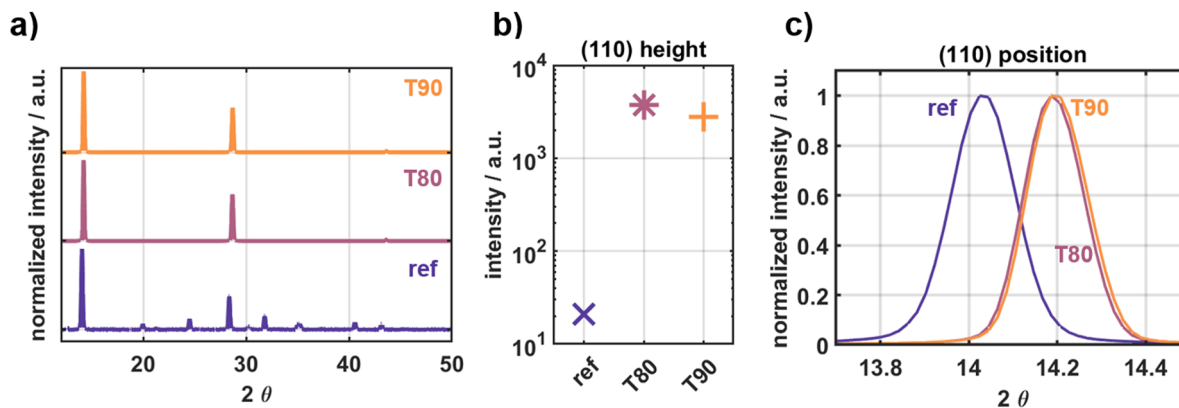 a)
normalized intensity / a.u.
T90
T80
ref
20
30
40
50
2 θ
b)
(110) height
intensity / a.u.
10^4
10^3
10^2
10^1
ref
T80
T90
c)
(110) position
normalized intensity / a.u.
1
0.8
0.6
0.4
0.2
0
ref
T90
T80
13.8
14
14.2
14.4
2 θ